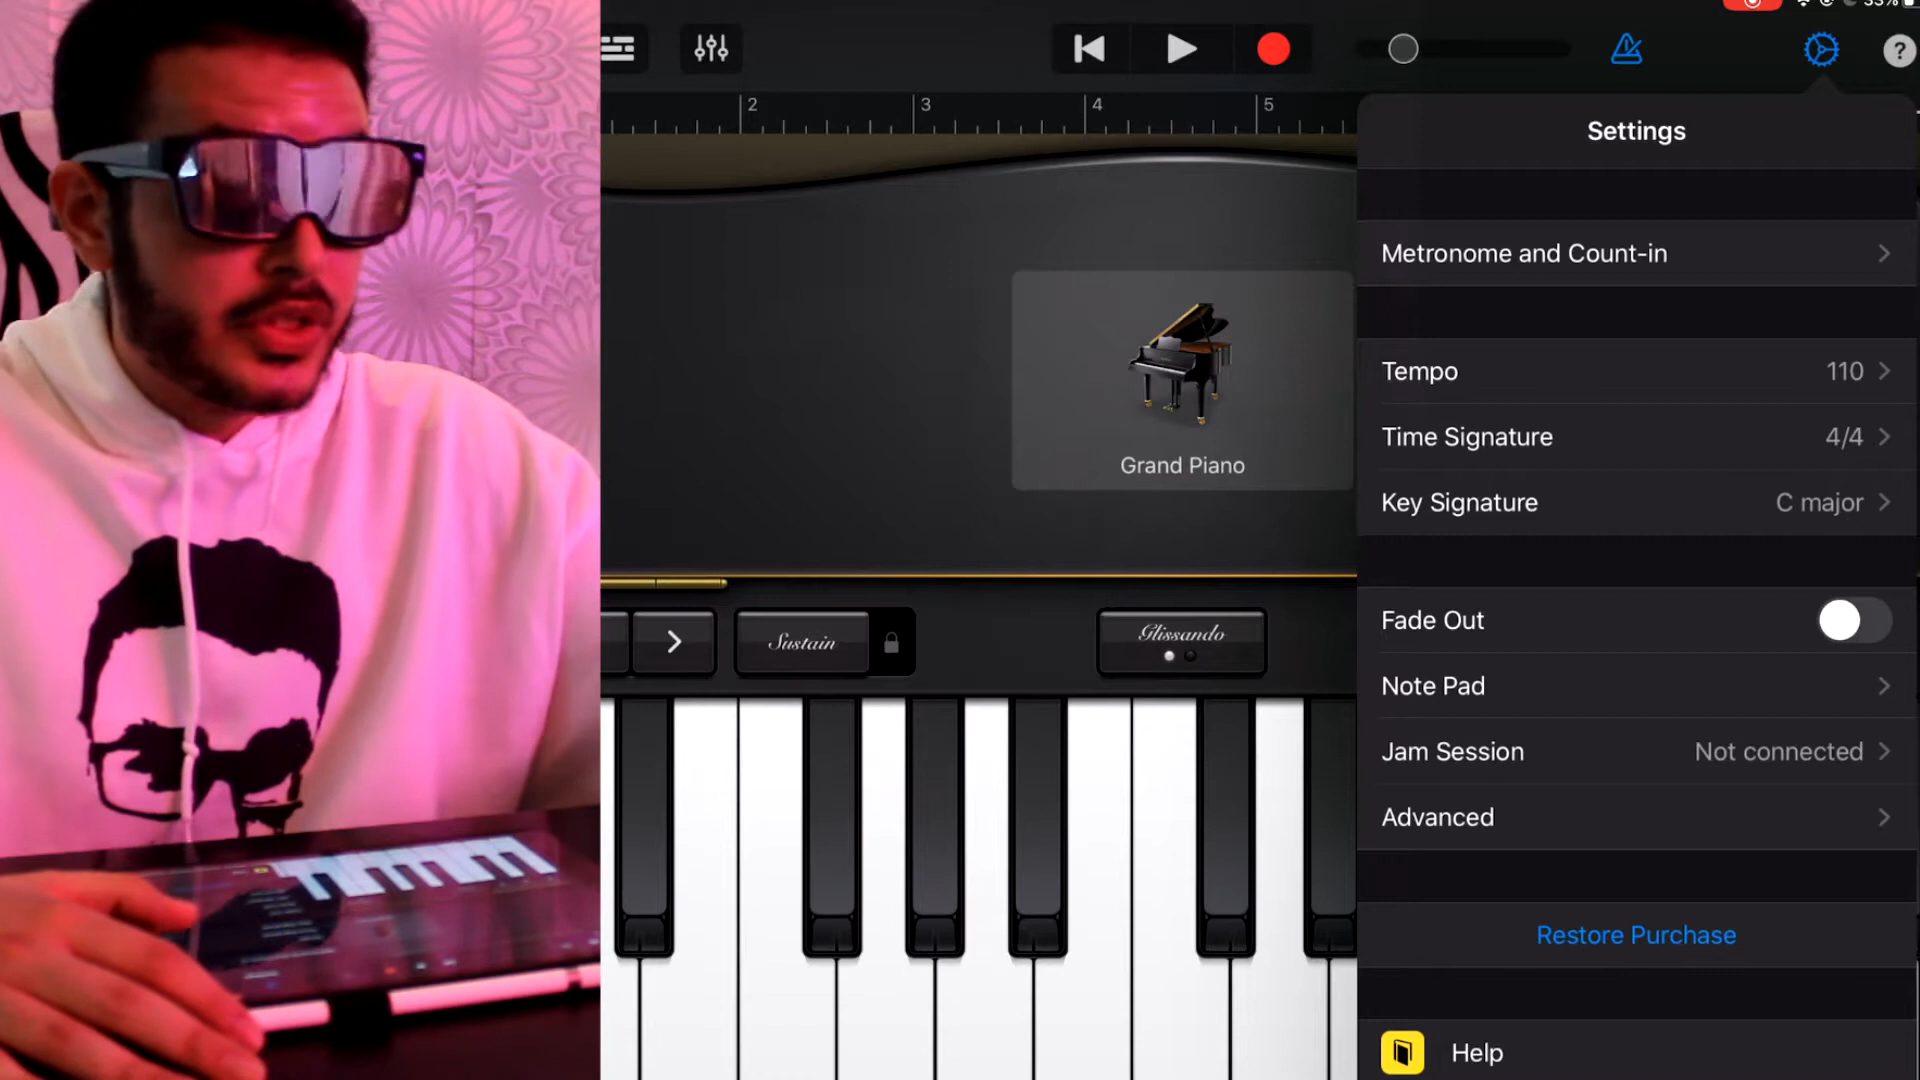 33%
2 3 4 5
Settings
Metronome and Count-in
Tempo 110
Time Signature 4/4
Key Signature C major
Grand Piano
Fade Out
Sustain
Glissando
Note Pad
Jam Session Not connected
Advanced
Restore Purchase
Help
?